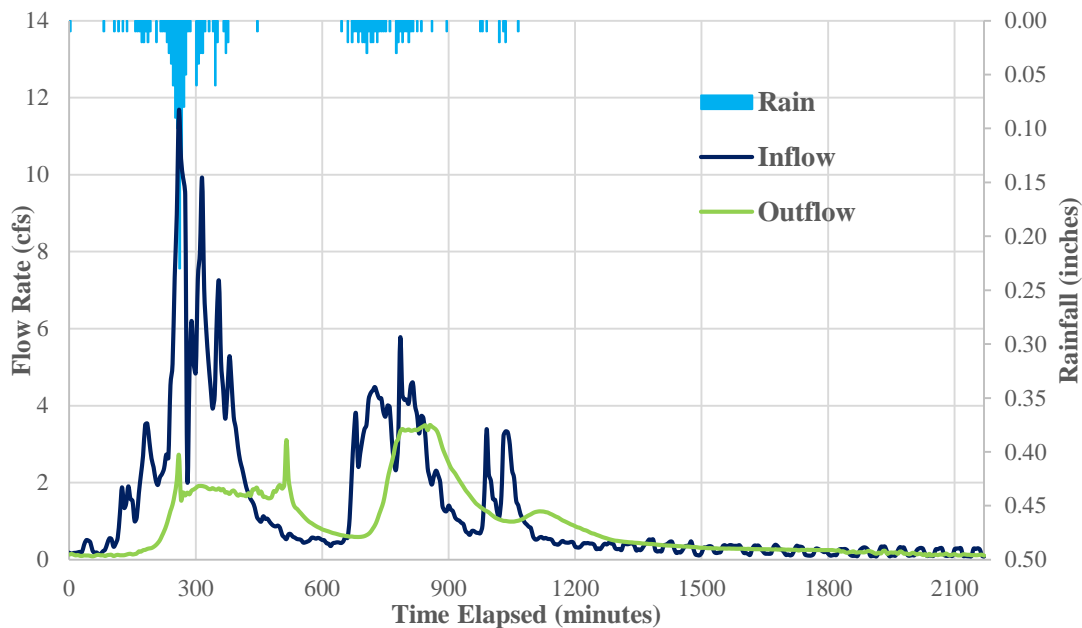 14
12
10
8
6
4
2
0
Flow Rate (cfs)
0.00
0.05
0.10
0.15
0.20
0.25
0.30
0.35
0.40
0.45
0.50
Rainfall (inches)
Rain
Inflow
Outflow
0 300 600 900 1200 1500 1800 2100
Time Elapsed (minutes)